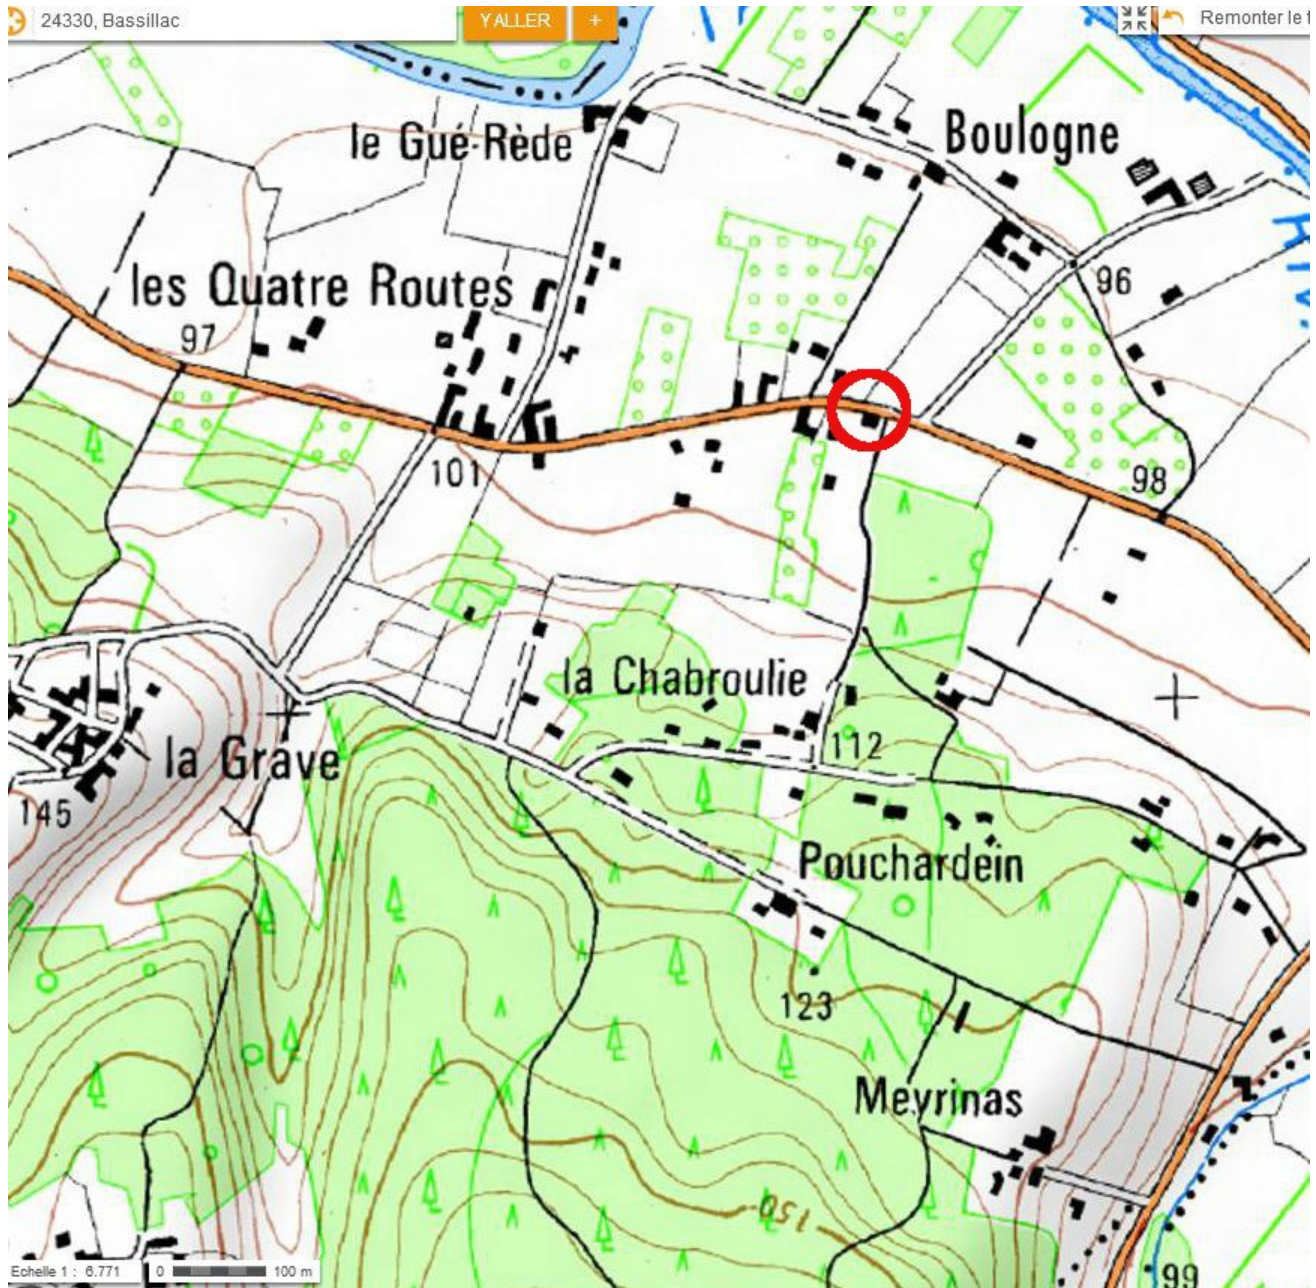 24330, Bassillac
Y ALLER
+
Remonter le t
le Gué-Rède
Boulogne
les Quatre Routes
96
97
101
98
la Chabroulie
la Grave
112
145
Pouchardein
123
Meyrinas
150
Echelle 1 : 6.771
0
100 m
99